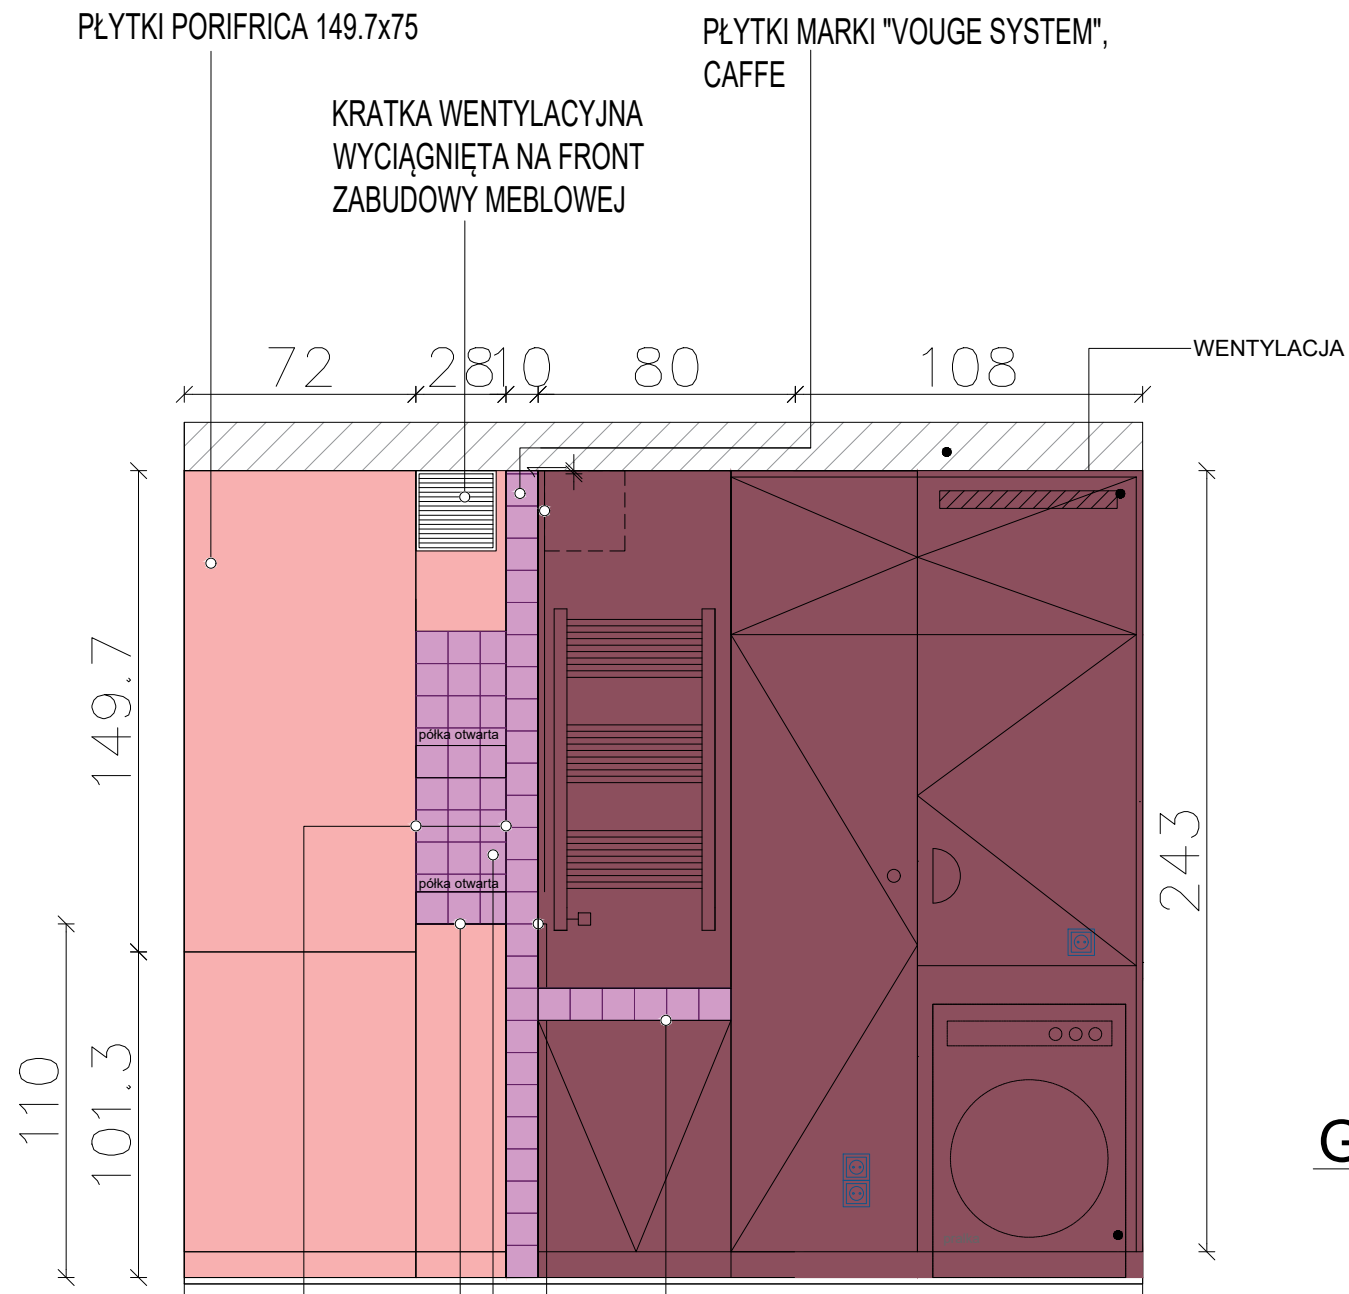 PŁYTKI PORIFRICA 149.7x75
PŁYTKI MARKI "VOUGE SYSTEM",
CAFFE
KRATKA WENTYLACYJNA
WYCIĄGNIĘTA NA FRONT
ZABUDOWY MEBLOWEJ
72 28 10 80 108
WENTYLACJA
149.7
półka otwarta
półka otwarta
243
110
101.3
G